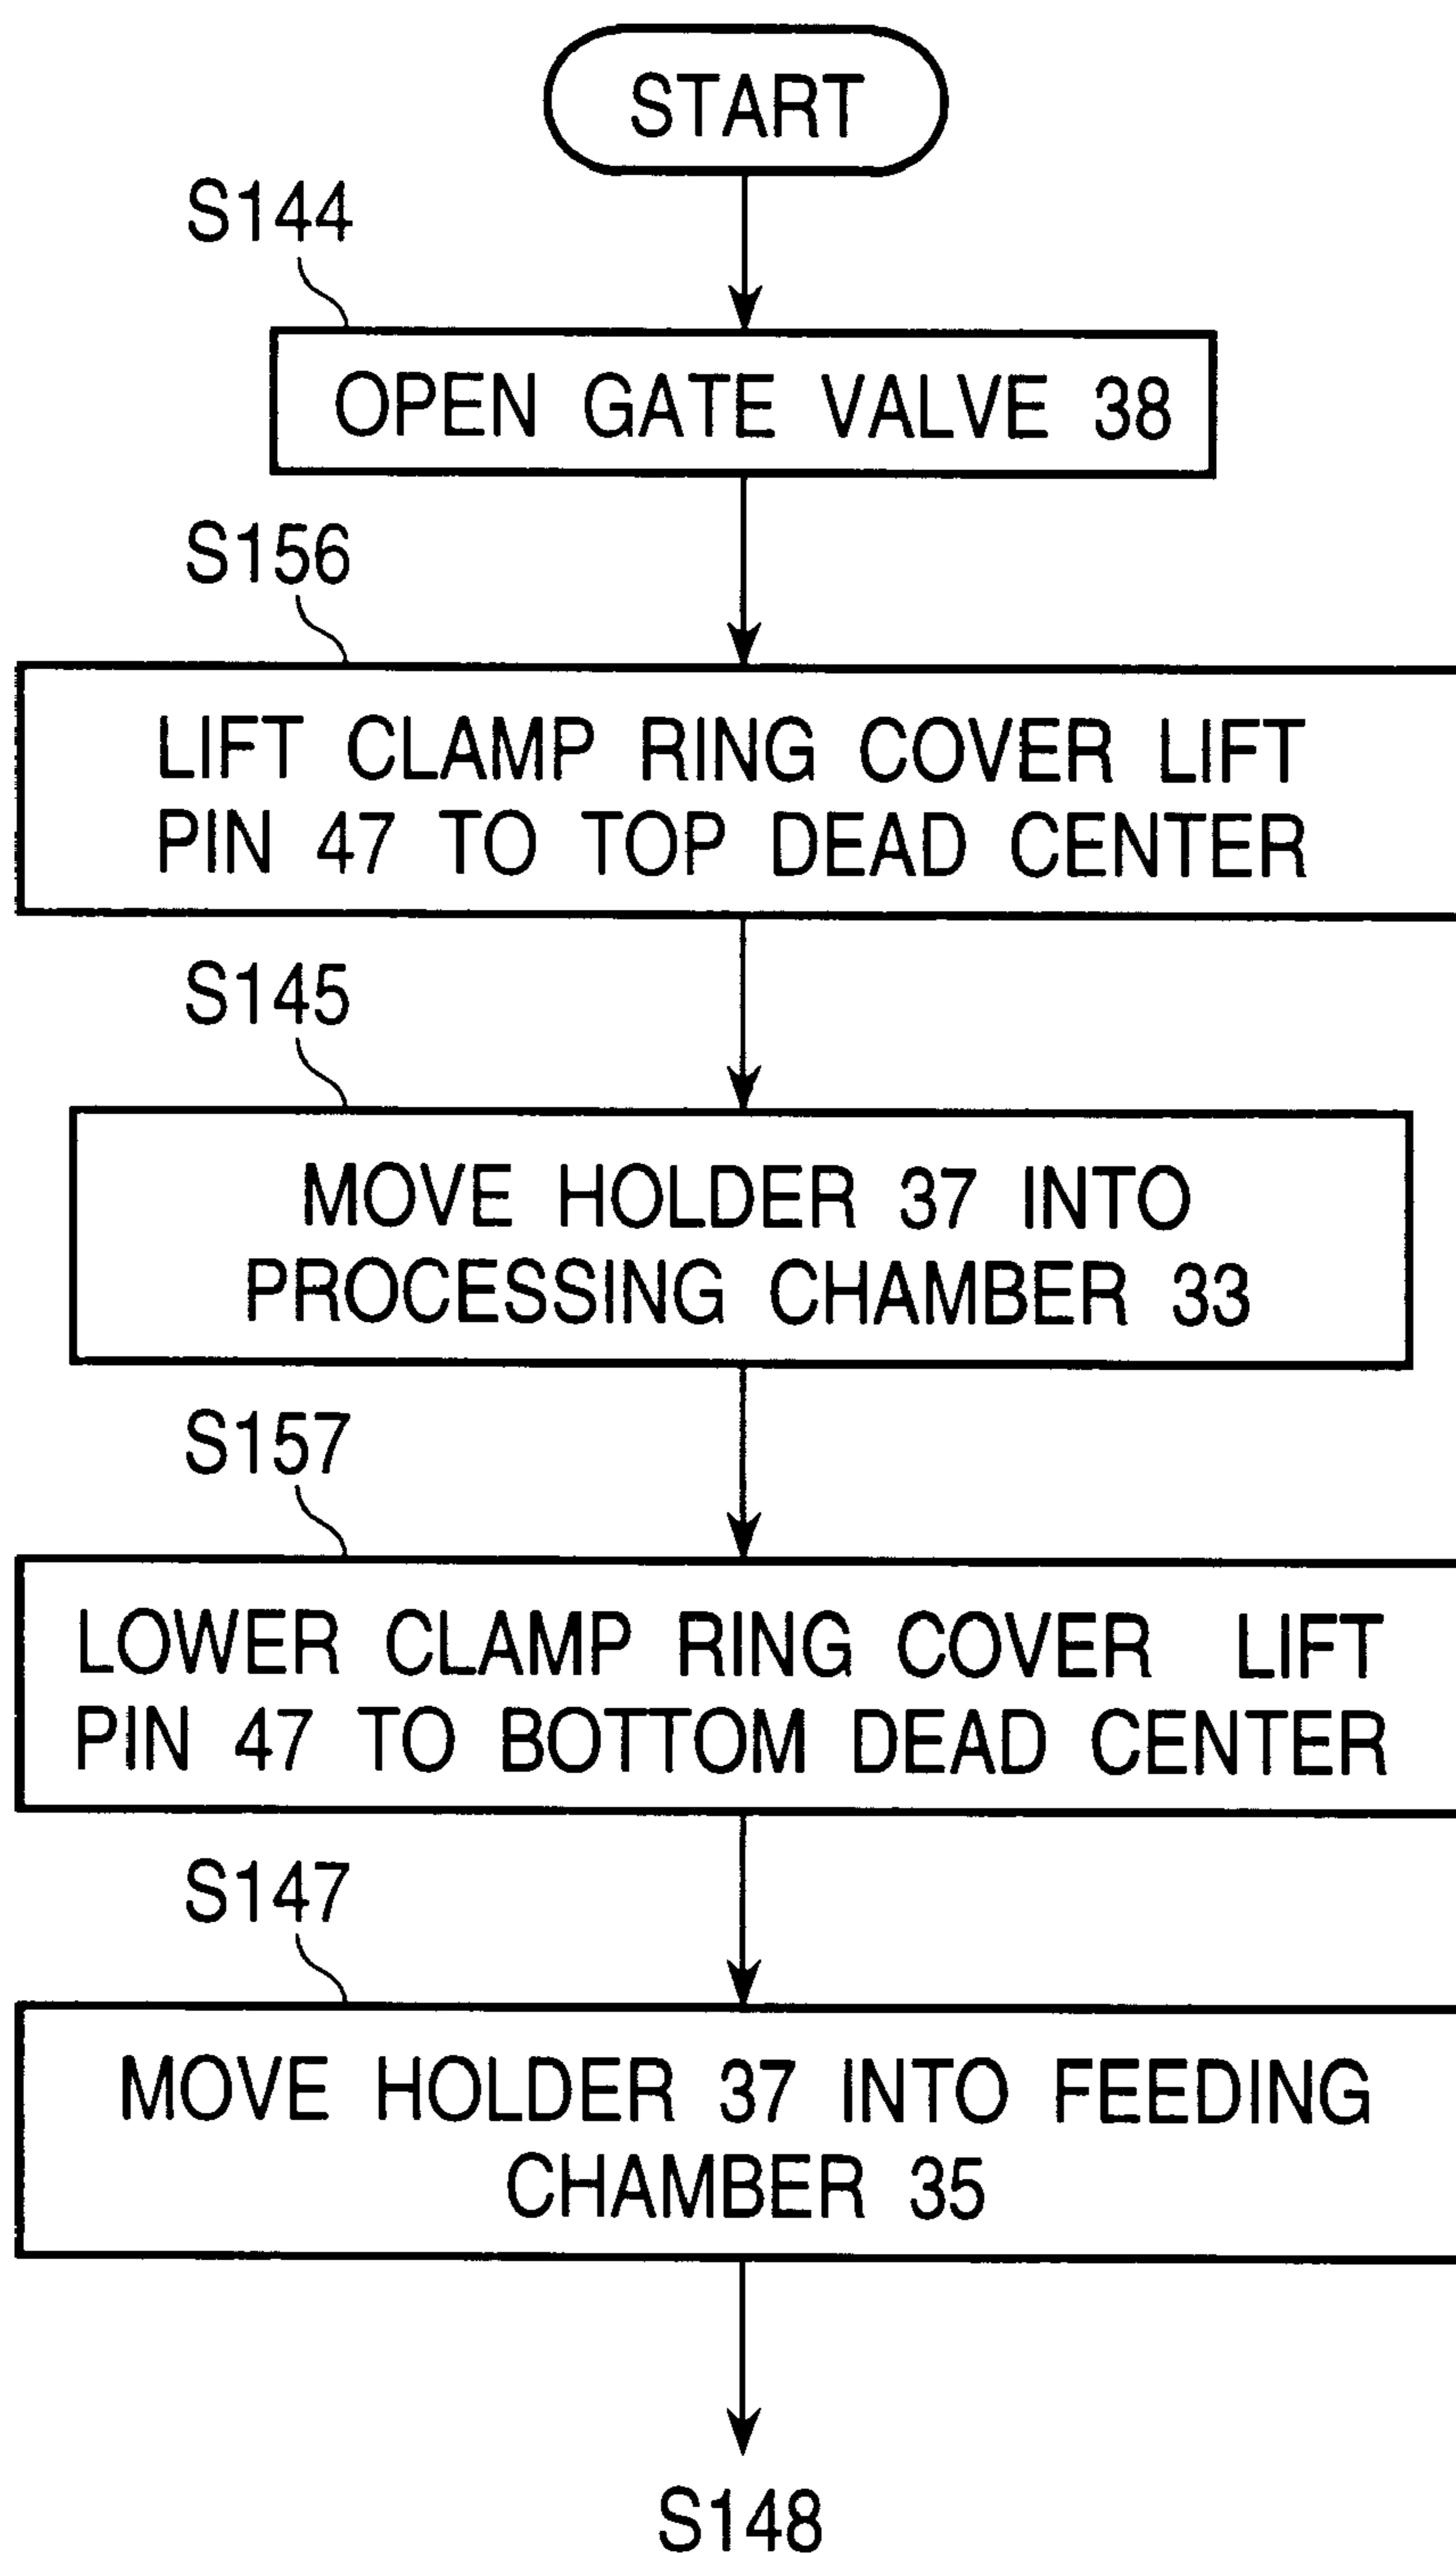 START
S144
OPEN GATE VALVE 38
S156
LIFT CLAMP RING COVER LIFT
PIN 47 TO TOP DEAD CENTER
S145
MOVE HOLDER 37 INTO
PROCESSING CHAMBER 33
S157
LOWER CLAMP RING COVER LIFT
PIN 47 TO BOTTOM DEAD CENTER
S147
MOVE HOLDER 37 INTO FEEDING
CHAMBER 35
S148